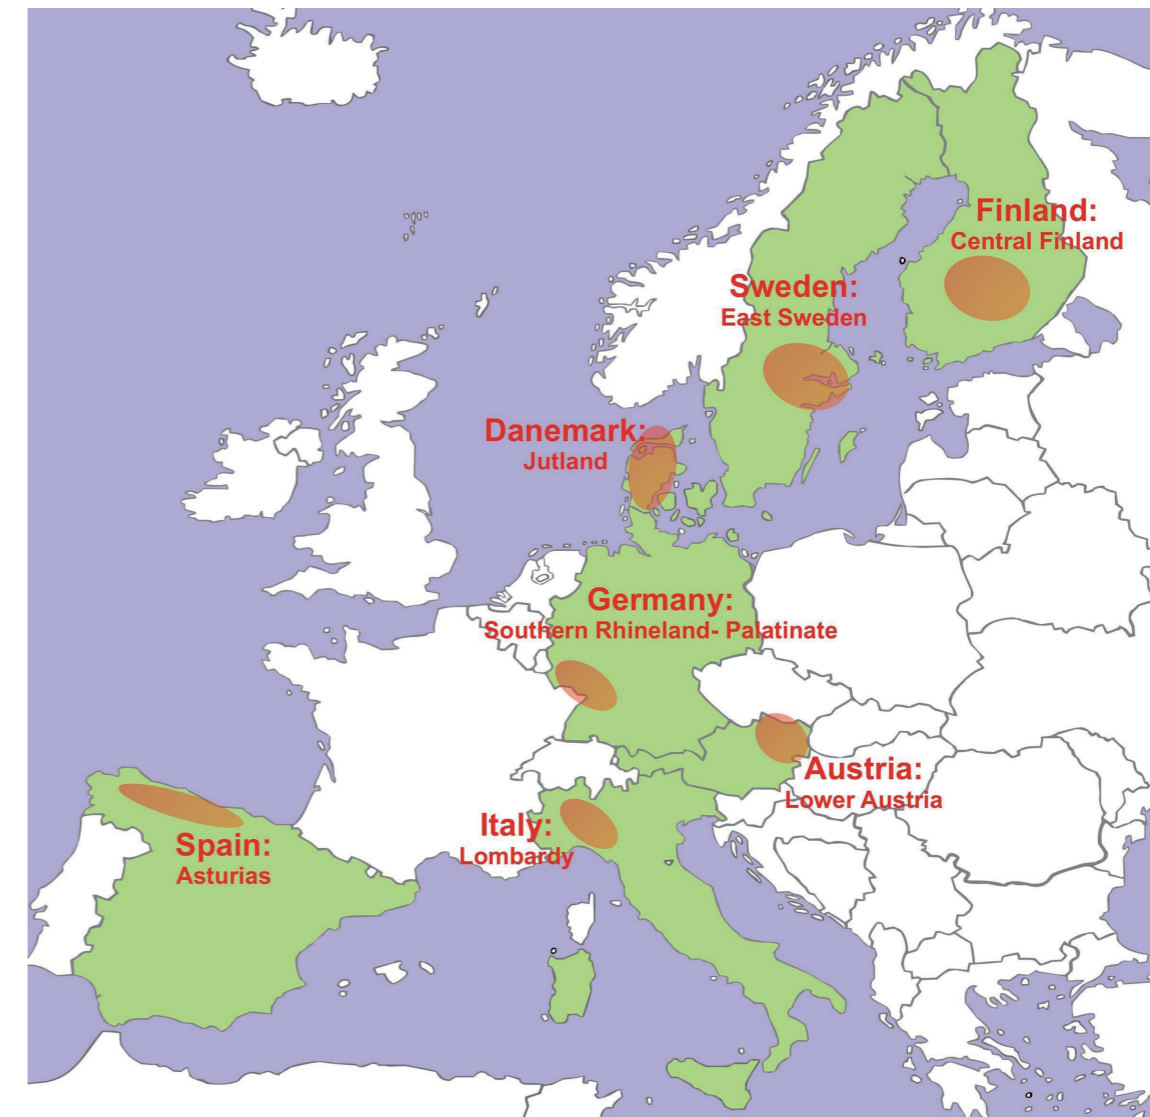 Finland:
Central Finland
Sweden:
East Sweden
Danemark:
Jutland
Germany:
Southern Rhineland- Palatinate
Austria:
Lower Austria
Italy:
Lombardy
Spain:
Asturias